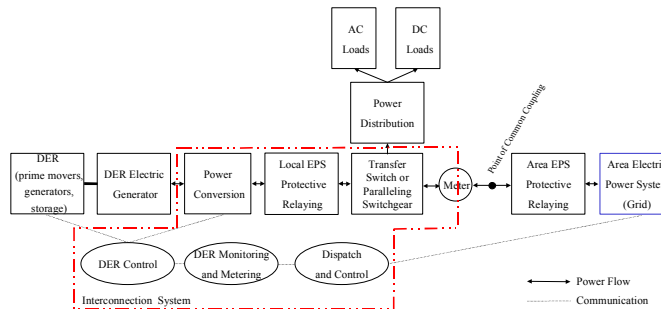 AC
Loads
DC
Loads
Power
Distribution
Point of Common Coupling
DER
(prime movers,
generators,
storage)
DER Electric
Generator
Power
Conversion
Local EPS
Protective
Relaying
Transfer
Switch or
Paralleling
Switchgear
Meter
Area EPS
Protective
Relaying
Area Electric
Power System
(Grid)
DER Control
DER Monitoring
and Metering
Dispatch
and Control
Interconnection System
Power Flow
Communication